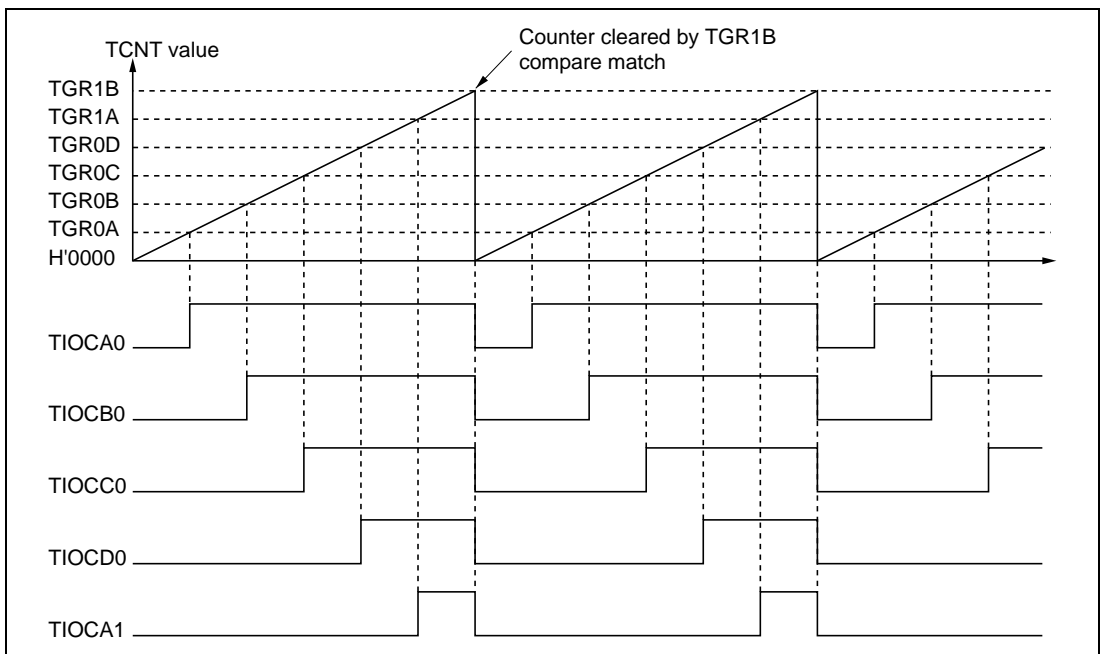 TCNT value
Counter cleared by TGR1B
compare match
TGR1B
TGR1A
TGR0D
TGR0C
TGR0B
TGR0A
H'0000
TIOCA0
TIOCB0
TIOCC0
TIOCD0
TIOCA1